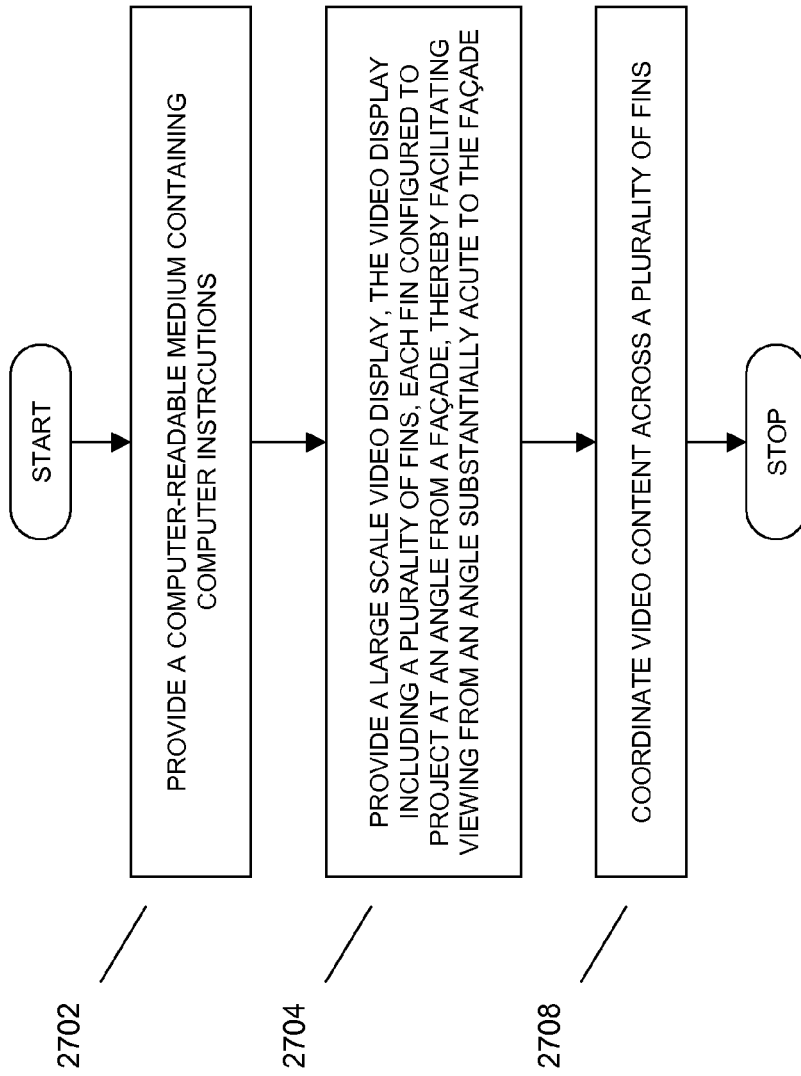 START
2702
PROVIDE A COMPUTER-READABLE MEDIUM CONTAINING
COMPUTER INSTRCUTIONS
2704
PROVIDE A LARGE SCALE VIDEO DISPLAY, THE VIDEO DISPLAY
INCLUDING A PLURALITY OF FINS, EACH FIN CONFIGURED TO
PROJECT AT AN ANGLE FROM A FAÇADE, THEREBY FACILITATING
VIEWING FROM AN ANGLE SUBSTANTIALLY ACUTE TO THE FAÇADE
2708
COORDINATE VIDEO CONTENT ACROSS A PLURALITY OF FINS
STOP